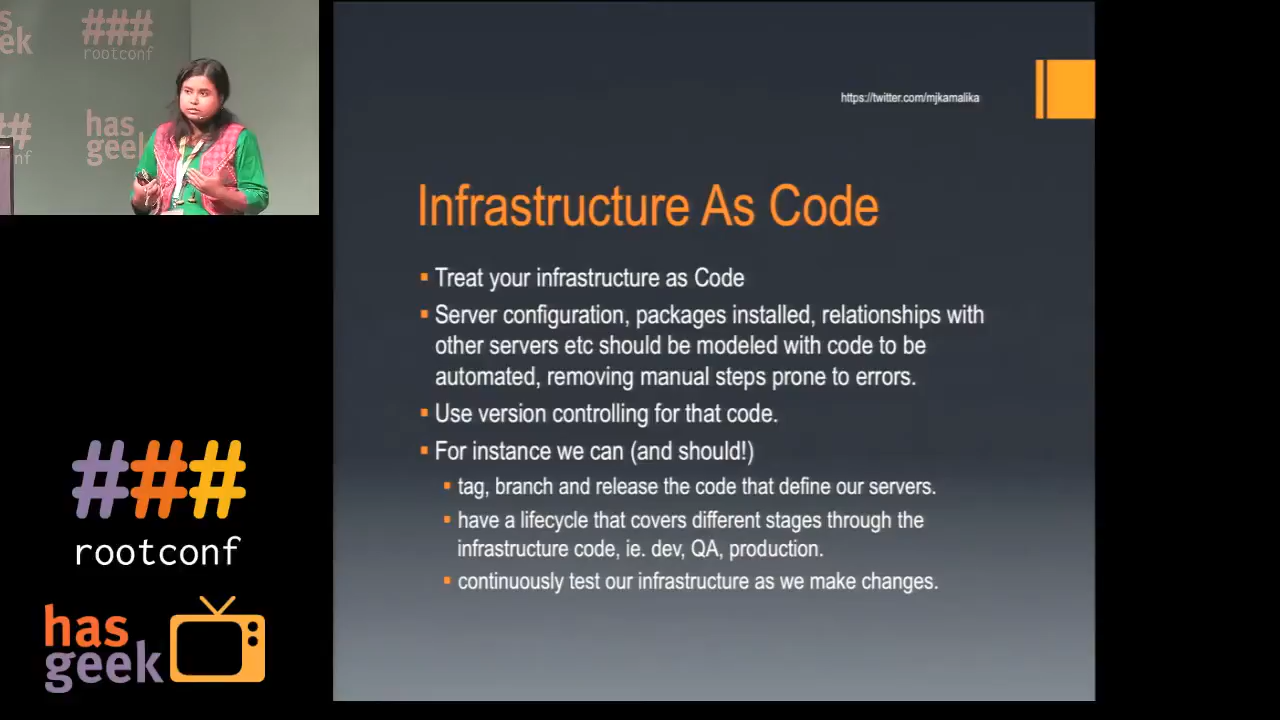 s
ek
###
rootconf
##
nf
has
geek
https://twitter.com/mjkamalika
Infrastructure As Code
Treat your infrastructure as Code
Server configuration, packages installed, relationships with
other servers etc should be modeled with code to be
automated, removing manual steps prone to errors.
Use version controlling for that code.
For instance we can (and should!)
tag, branch and release the code that define our servers.
have a lifecycle that covers different stages through the
infrastructure code, ie. dev, QA, production.
continuously test our infrastructure as we make changes.
###
rootconf
has
geek